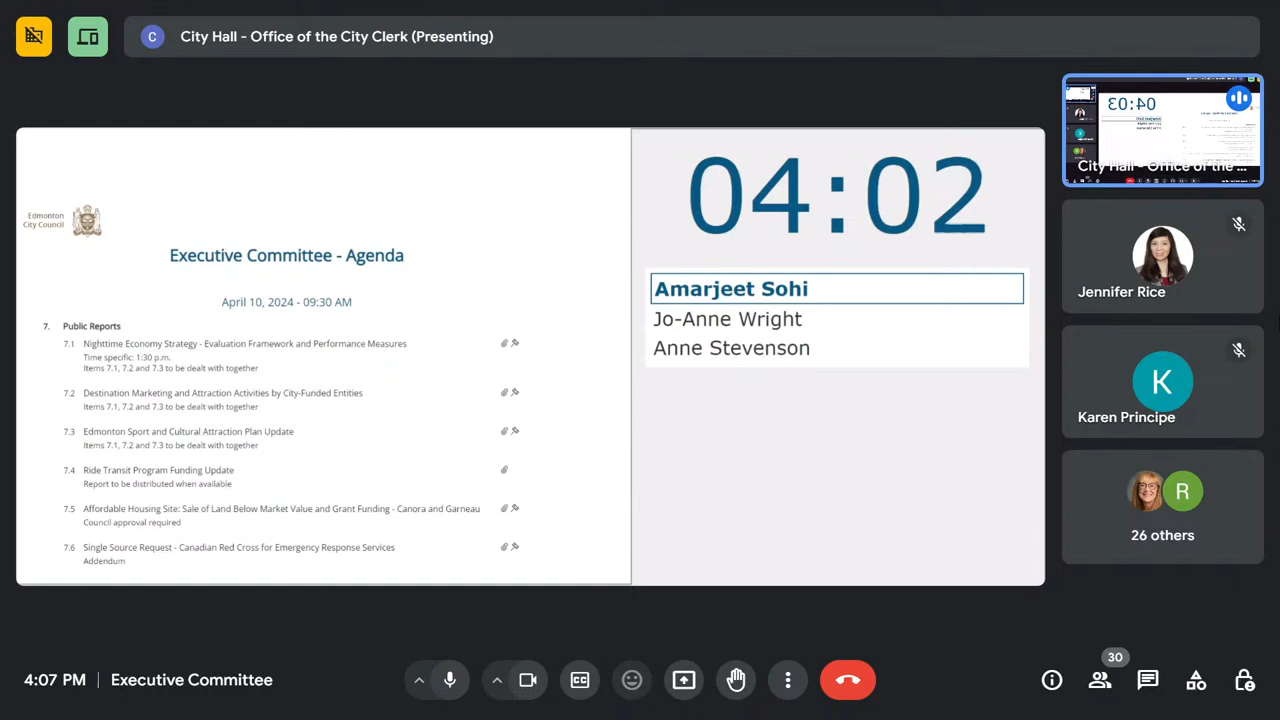 City Hall - Office of the City Clerk (Presenting)
C
Edmonton
City Council
Executive Committee - Agenda
April 10, 2024 - 09:30 AM
7. Public Reports
7.1 Nighttime Economy Strategy - Evaluation Framework and Performance Measures
Time specific: 1:30 p.m.
Items 7.1, 7.2 and 7.3 to be dealt with together
7.2 Destination Marketing and Attraction Activities by City-Funded Entities
Items 7.1, 7.2 and 7.3 to be dealt with together
7.3 Edmonton Sport and Cultural Attraction Plan Update
Items 7.1, 7.2 and 7.3 to be dealt with together
7.4 Ride Transit Program Funding Update
Report to be distributed when available
7.5 Affordable Housing Site: Sale of Land Below Market Value and Grant Funding - Canora and Garneau
Council approval required
7.6 Single Source Request - Canadian Red Cross for Emergency Response Services
Addendum
04:02
Amarjeet Sohi
Jo-Anne Wright
Anne Stevenson
04:03
City Hall - Office of the ...
Jennifer Rice
K
Karen Principe
R
26 others
4:07 PM | Executive Committee
30